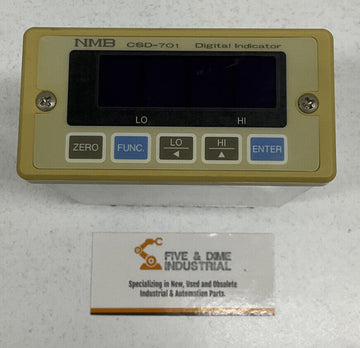 NMB CSD-701 Digital Indicator
LO HI
ZERO FUNC. LO HI ENTER
FIVE & DIME
INDUSTRIAL
Specializing in New, Used and Obsolete
Industrial & Automation Parts.